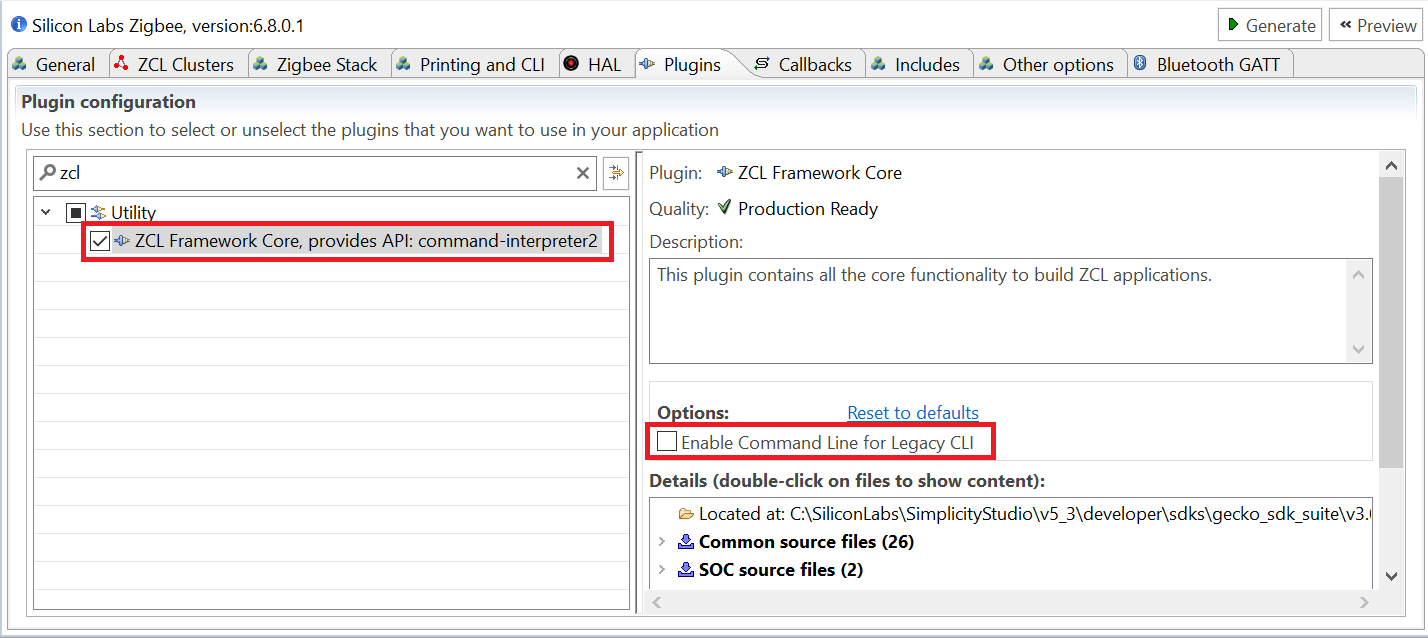 Silicon Labs Zigbee, version:6.8.0.1
Generate
Preview
General
ZCL Clusters
Zigbee Stack
Printing and CLI
HAL
Plugins
Callbacks
Includes
Other options
Bluetooth GATT
Plugin configuration
Use this section to select or unselect the plugins that you want to use in your application
zcl
Utility
ZCL Framework Core, provides API: command-interpreter2
Plugin: ZCL Framework Core
Quality: Production Ready
Description:
This plugin contains all the core functionality to build ZCL applications.
Options: Reset to defaults
Enable Command Line for Legacy CLI
Details (double-click on files to show content):
Located at: C:\SiliconLabs\SimplicityStudio\v5_3\developer\sdks\gecko_sdk_suite\v3.
Common source files (26)
SOC source files (2)